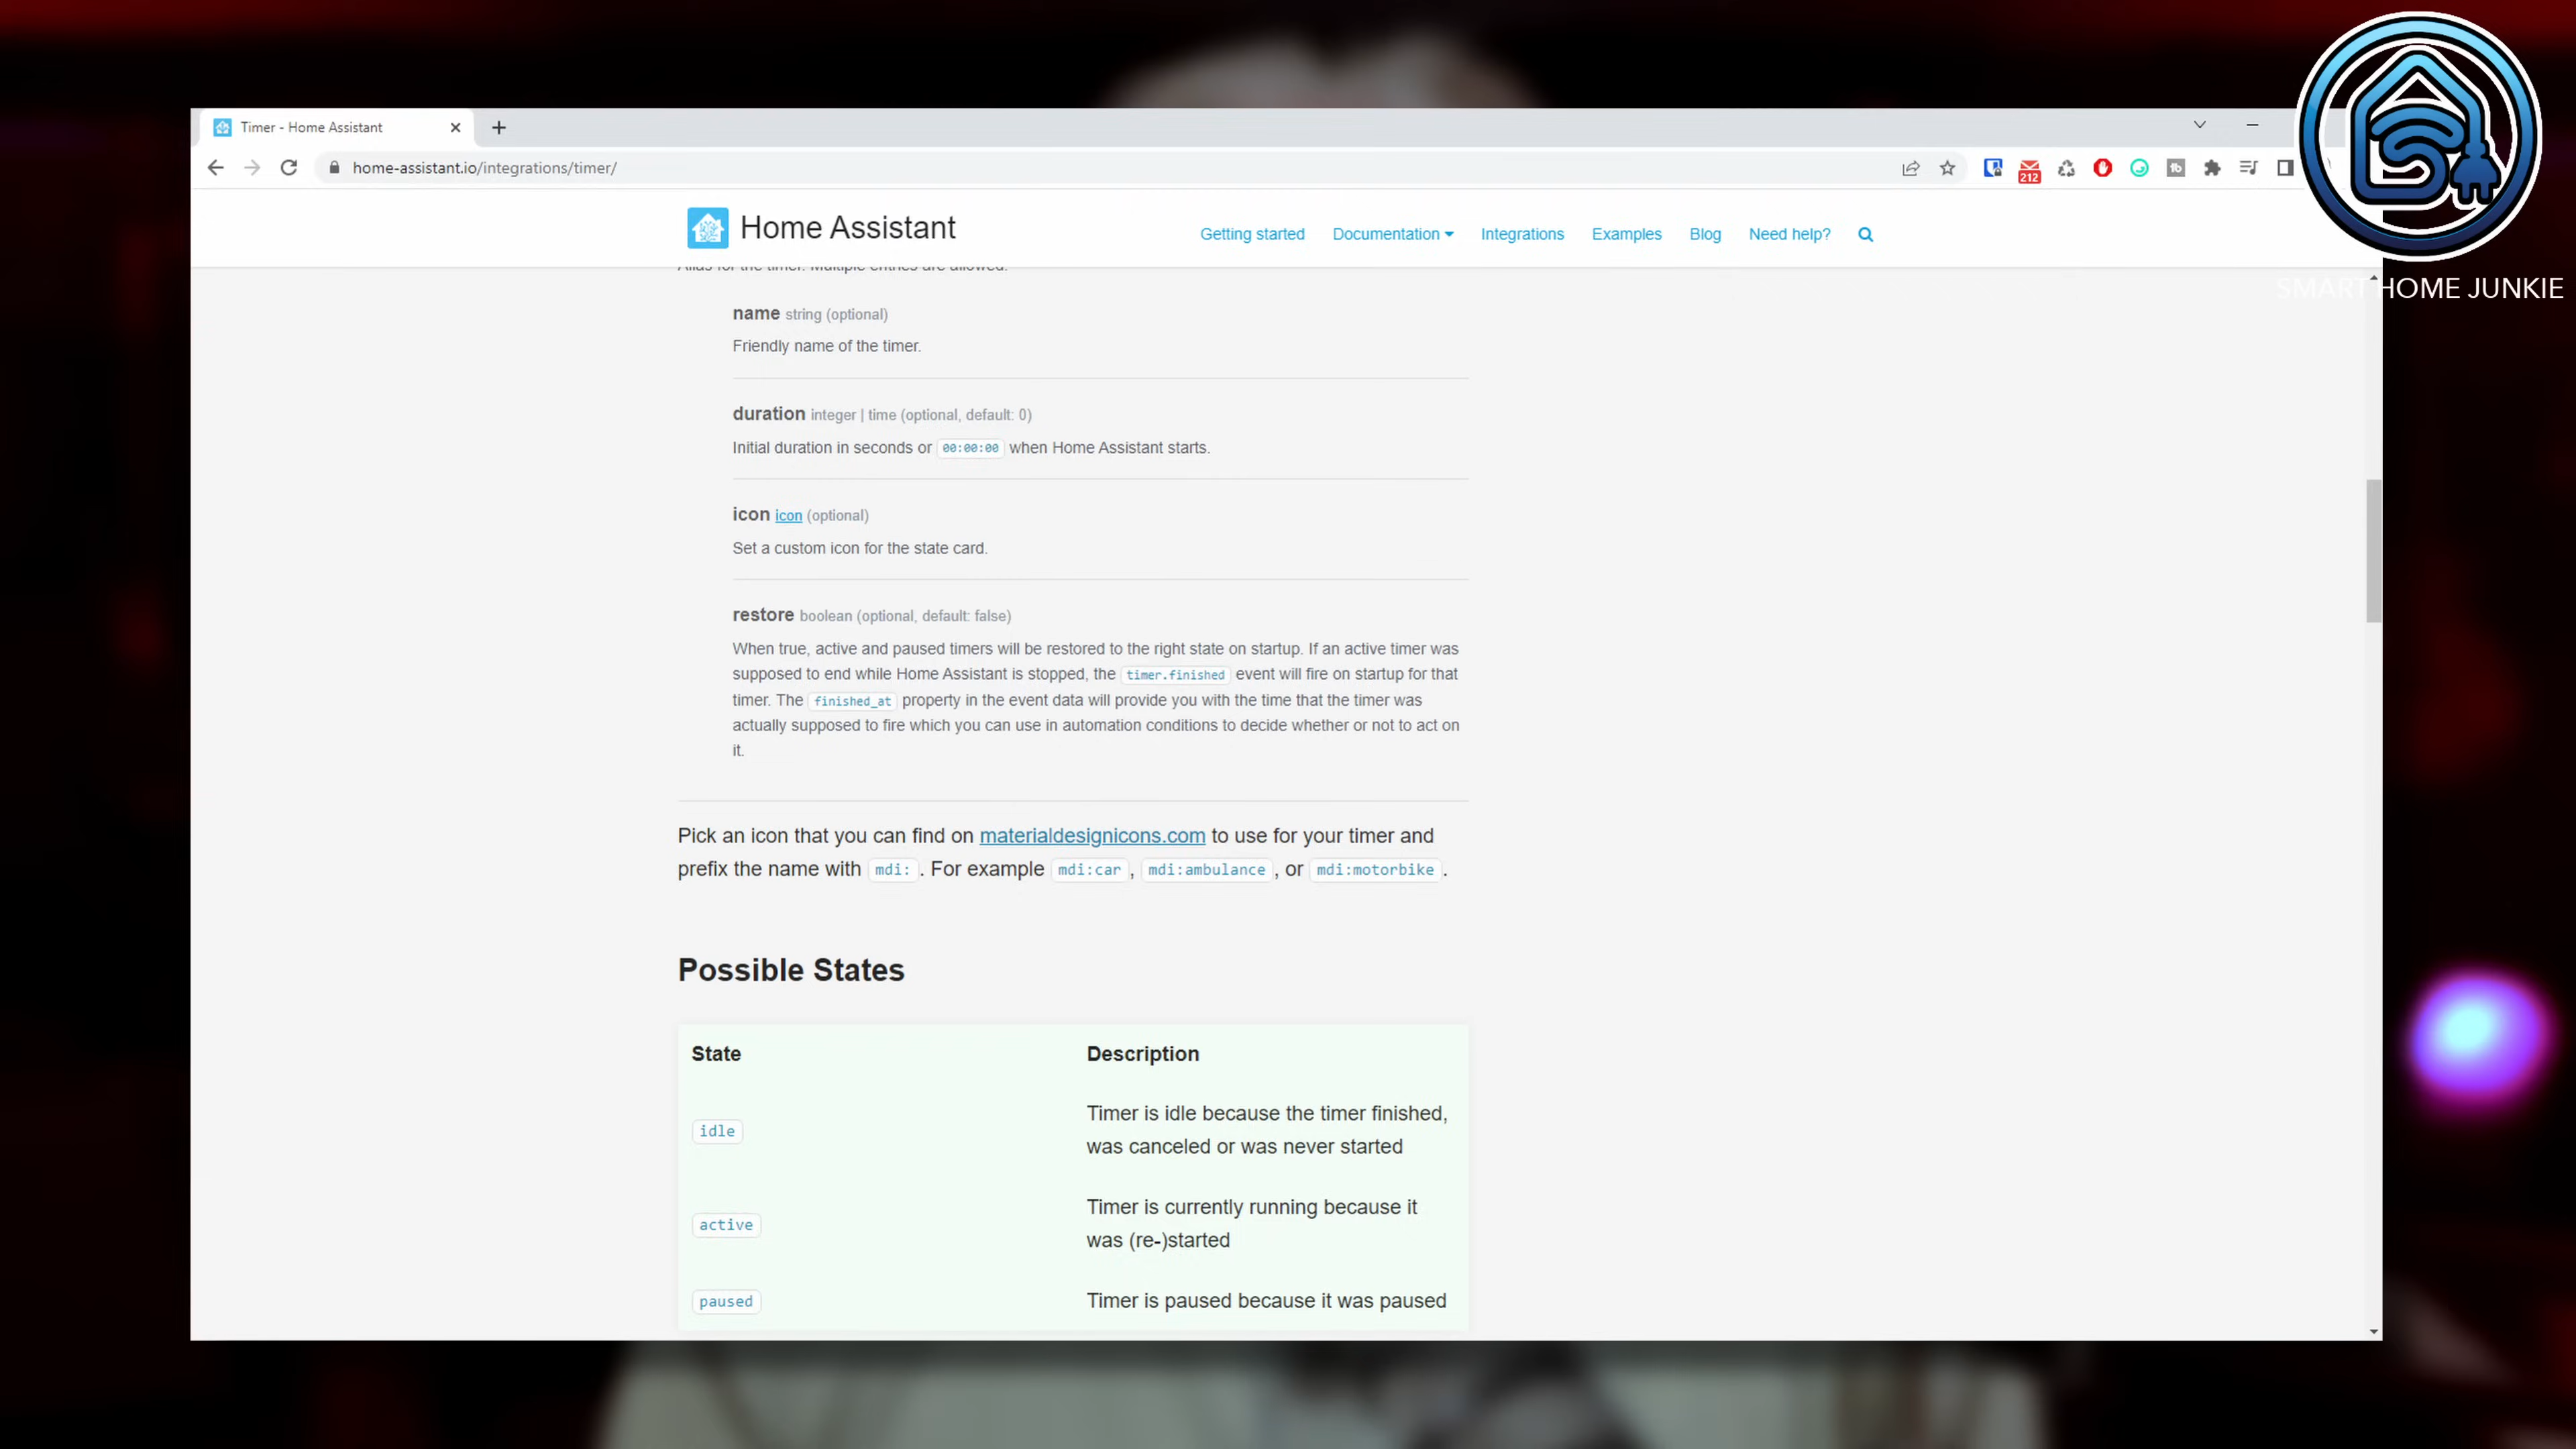 Timer - Home Assistant
home-assistant.io/integrations/timer/
212
Home Assistant
Getting started Documentation Integrations Examples Blog Need help?
SMART HOME JUNKIE
Alias for the timer. Multiple entries are allowed.
name string (optional)
Friendly name of the timer.
duration integer | time (optional, default: 0)
Initial duration in seconds or 00:00:00 when Home Assistant starts.
icon icon (optional)
Set a custom icon for the state card.
restore boolean (optional, default: false)
When true, active and paused timers will be restored to the right state on startup. If an active timer was
supposed to end while Home Assistant is stopped, the timer.finished event will fire on startup for that
timer. The finished_at property in the event data will provide you with the time that the timer was
actually supposed to fire which you can use in automation conditions to decide whether or not to act on
it.
Pick an icon that you can find on materialdesignicons.com to use for your timer and
prefix the name with mdi: . For example mdi:car , mdi:ambulance , or mdi:motorbike .
Possible States
State Description
idle Timer is idle because the timer finished,
was canceled or was never started
active Timer is currently running because it
was (re-)started
paused Timer is paused because it was paused